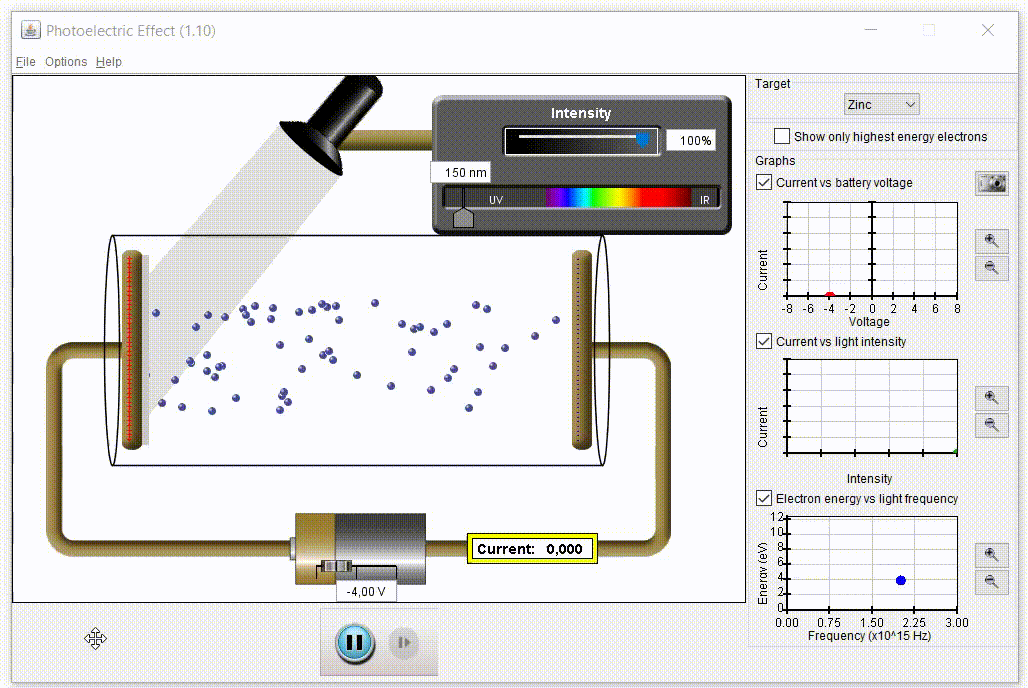 Photoelectric Effect (1.10)
File Options Help
Intensity
100%
150 nm
UV
IR
Current: 0,000
-4,00 V
Target
Zinc
Show only highest energy electrons
Graphs
Current vs battery voltage
Current
-8 -6 -4 -2 0 2 4 6 8
Voltage
Current vs light intensity
Current
Intensity
Electron energy vs light frequency
Energy (eV)
12
10
8
6
4
2
0
0.00 0.75 1.50 2.25 3.00
Frequency (x10^15 Hz)